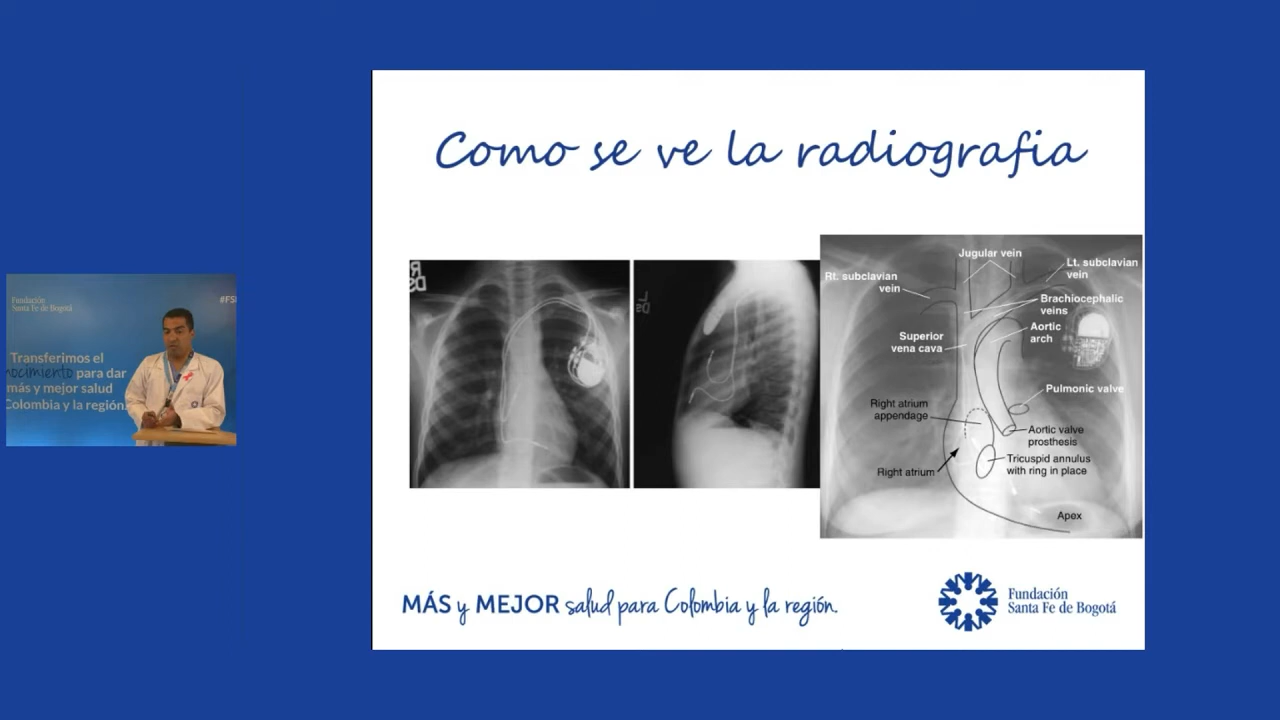 Como se ve la radiografia
Jugular vein
Rt. subclavian
vein
Lt. subclavian
vein
Brachiocephalic
veins
Aortic
arch
Superior
vena cava
Pulmonic valve
Right atrium
appendage
Aortic valve
prosthesis
Tricuspid annulus
with ring in place
Right atrium
Apex
MÁS y MEJOR salud para Colombia y la región.
Fundación
Santa Fe de Bogotá
Fundación
Santa Fe de Bogotá
Transferimos el
para dar
más y mejor salud
Colombia y la región.